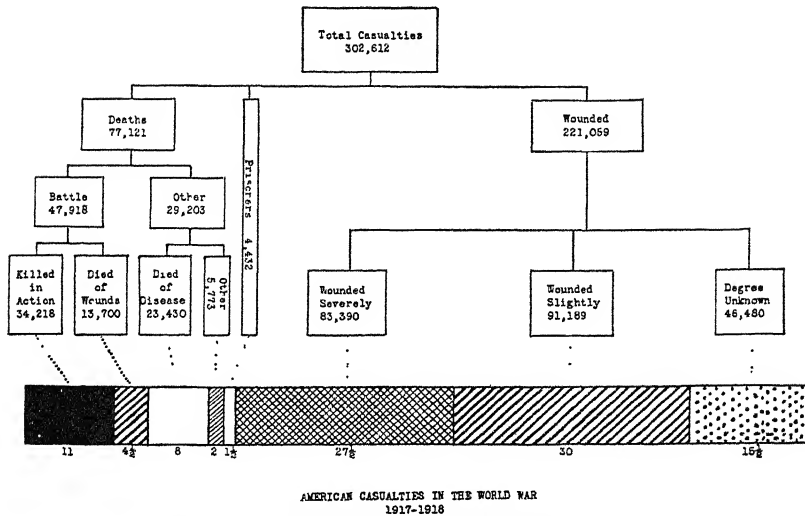 Total Casualties
302,612
Deaths
77,121
Prisoners 4,432
Wounded
221,059
Battle
47,918
Other
29,203
Killed
in
Action
34,218
Died
of
Wounds
13,700
Died
of
Disease
23,430
Other
5,773
Wounded
Severely
83,390
Wounded
Slightly
91,189
Degree
Unknown
46,480
11 4½ 8 2 1½ 27½ 30 15½
AMERICAN CASUALTIES IN THE WORLD WAR
1917-1918